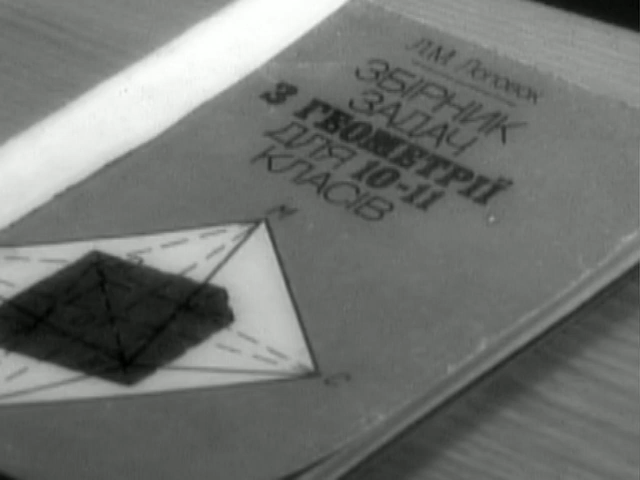 Л.М. Лоповок
ЗБІРНИК
ЗАДАЧ
З ГЕОМЕТРІЇ
ДЛЯ 10-11
КЛАСІВ
M
C